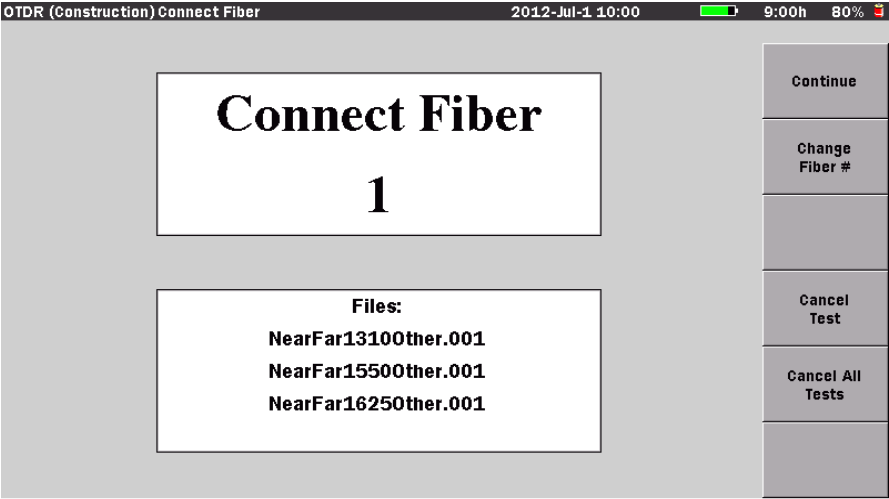 OTDR (Construction) Connect Fiber 2012-Jul-1 10:00 9:00h 80%
Connect Fiber
1
Files:
NearFar1310Other.001
NearFar1550Other.001
NearFar1625Other.001
Continue
Change
Fiber #
Cancel
Test
Cancel All
Tests